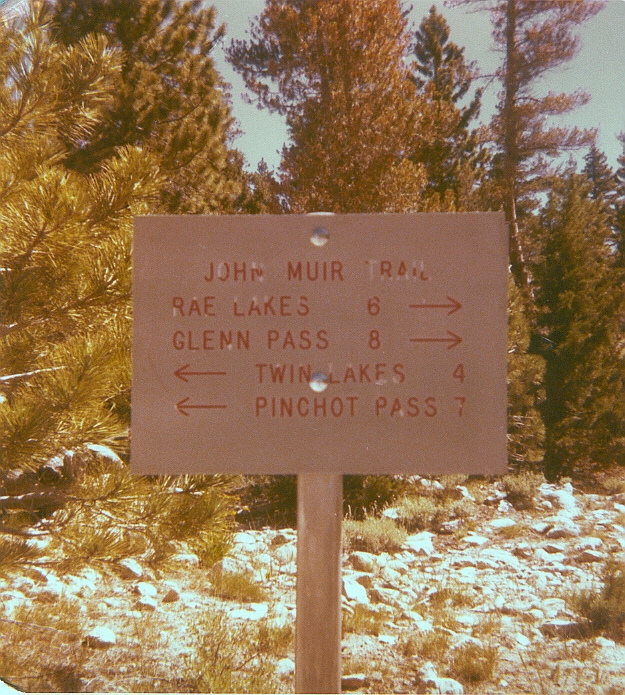 JOHN MUIR TRAIL
RAE LAKES 6 →
GLENN PASS 8 →
← TWIN LAKES 4
← PINCHOT PASS 7